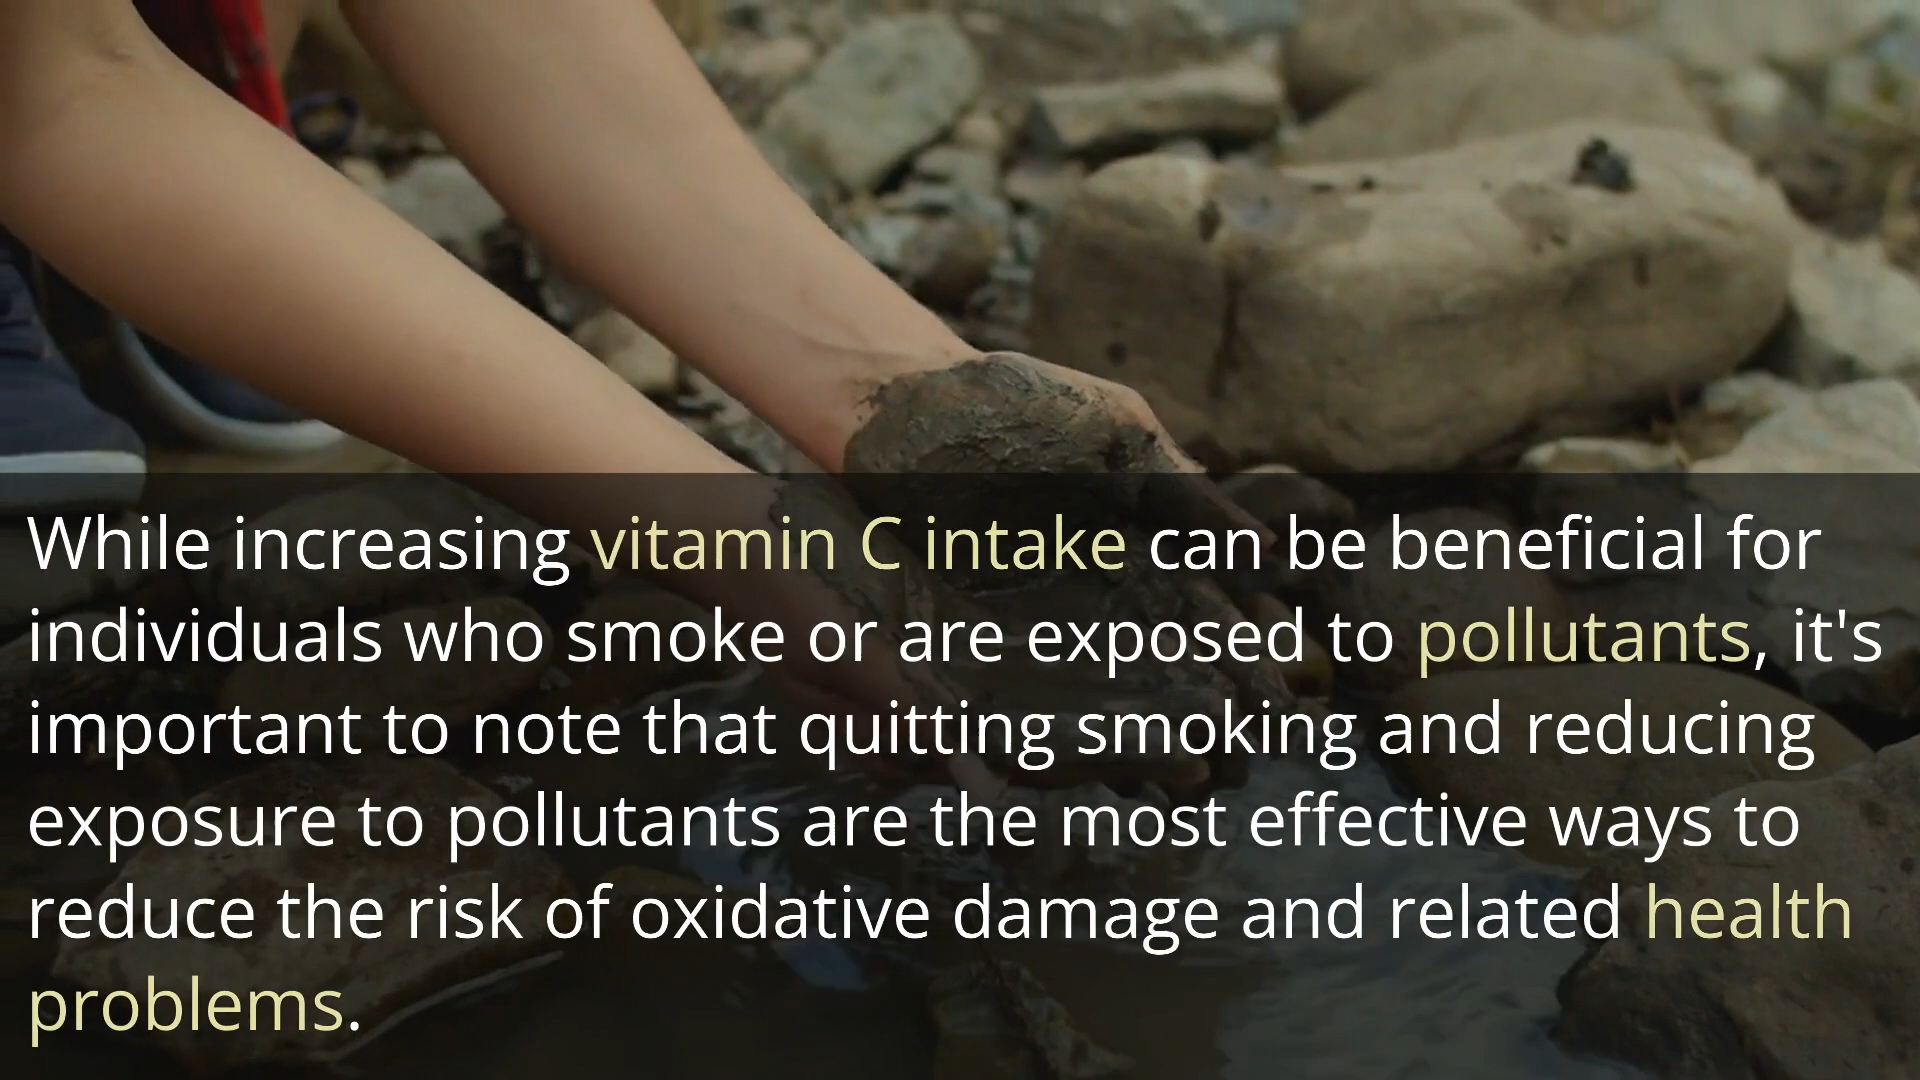 While increasing vitamin C intake can be beneficial for
individuals who smoke or are exposed to pollutants, it's
important to note that quitting smoking and reducing
exposure to pollutants are the most effective ways to
reduce the risk of oxidative damage and related health
problems.